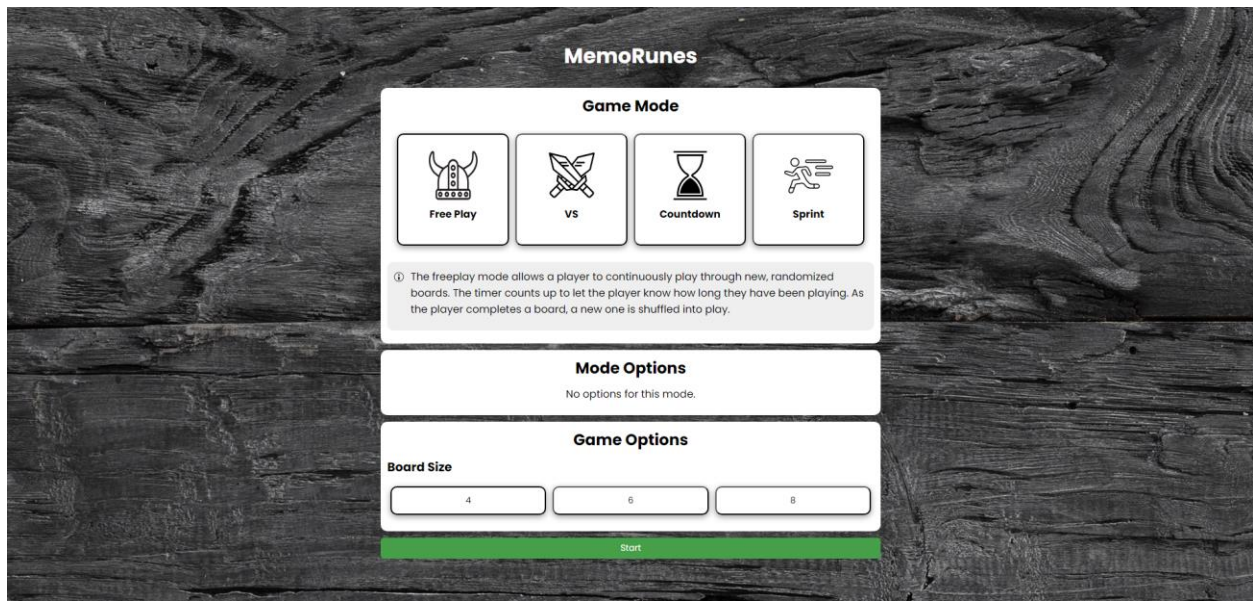 MemoRunes
Game Mode
Free Play
VS
Countdown
Sprint
The freeplay mode allows a player to continuously play through new, randomized
boards. The timer counts up to let the player know how long they have been playing. As
the player completes a board, a new one is shuffled into play.
Mode Options
No options for this mode.
Game Options
Board Size
4
6
8
Start